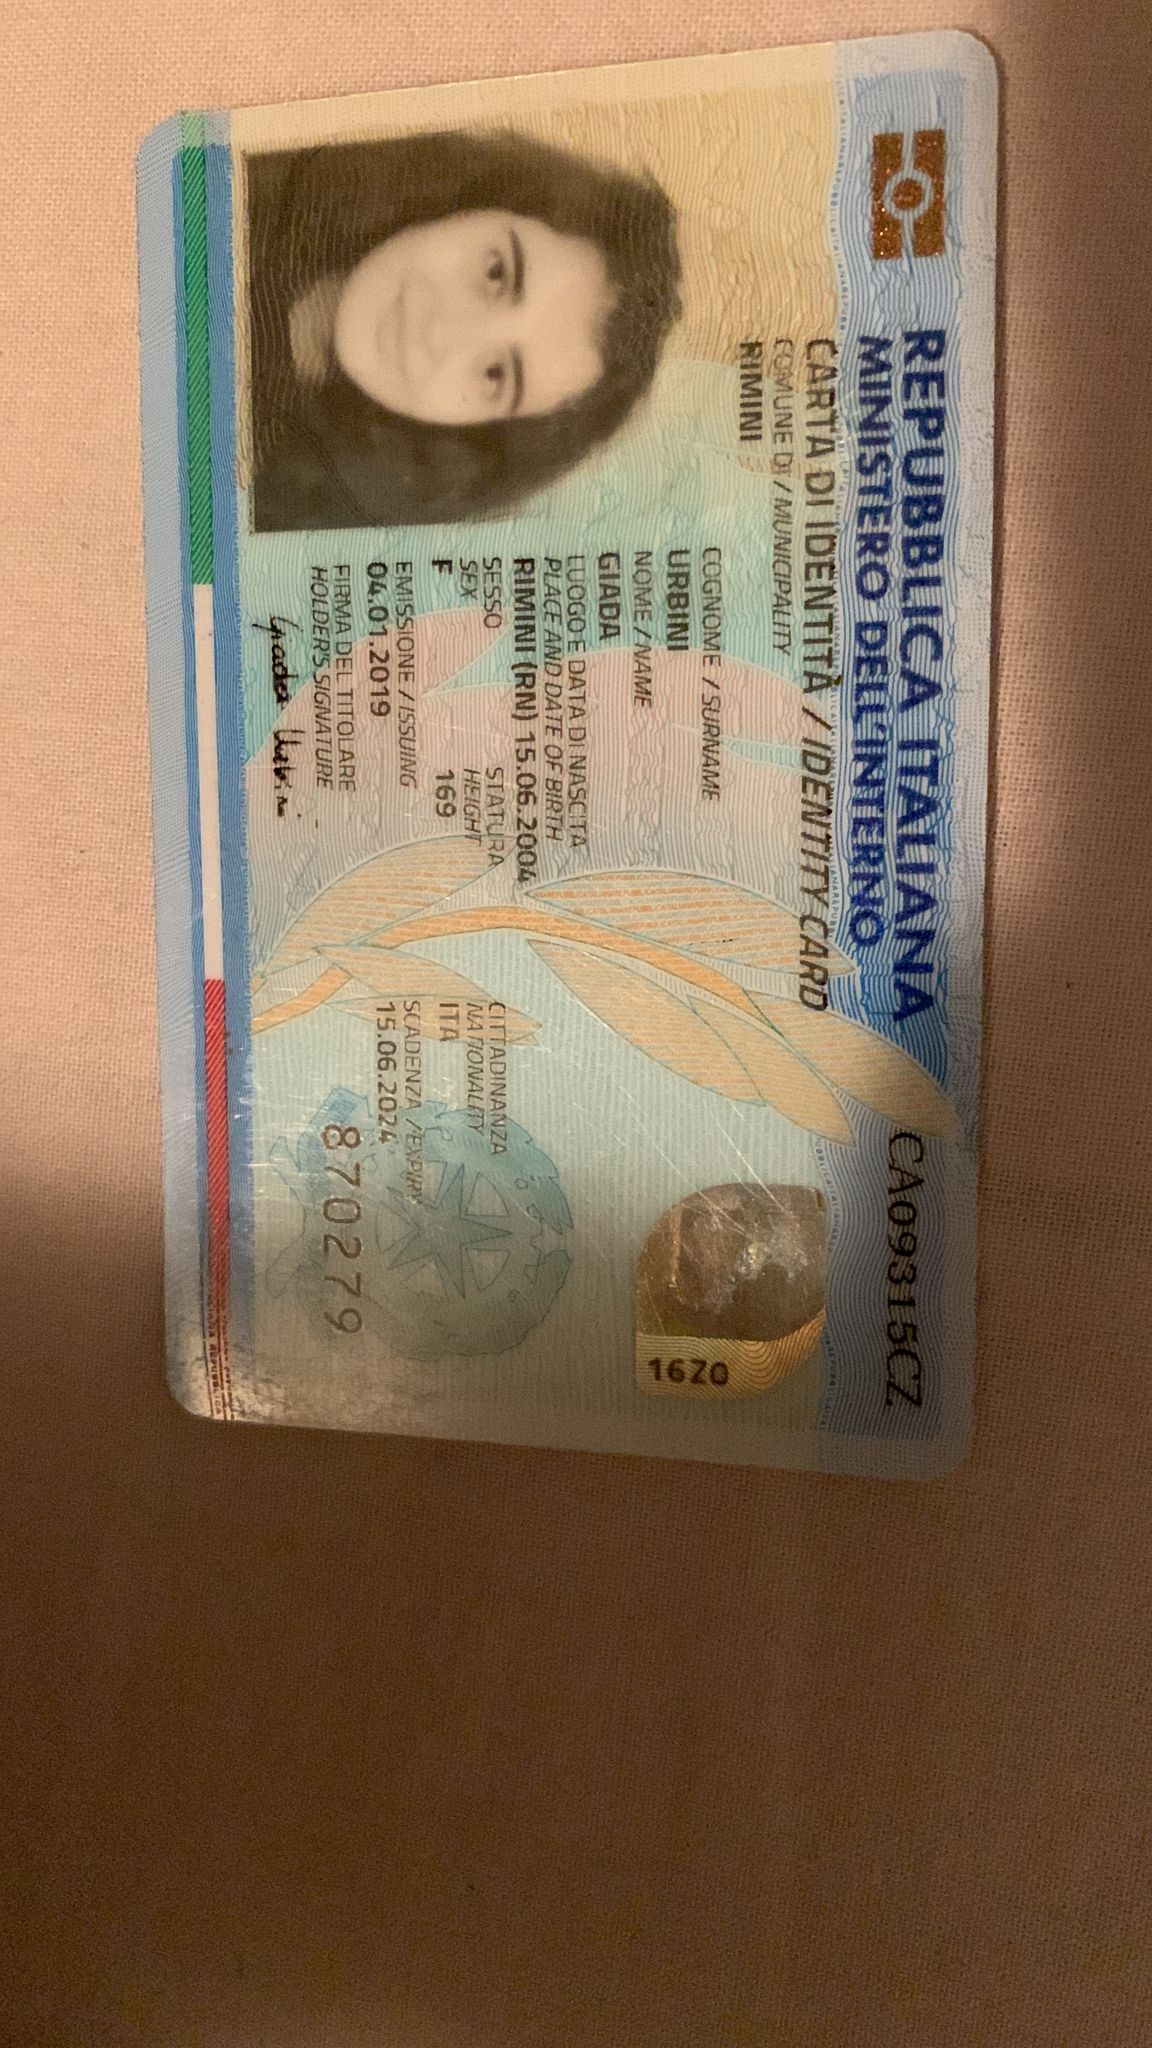 REPUBBLICA ITALIANA
CA09315CZ
MINISTERO DELL'INTERNO
CARTA DI IDENTITÀ / IDENTITY CARD
COMUNE DI / MUNICIPALITY
RIMINI
COGNOME / SURNAME
URBINI
NOME / NAME
GIADA
LUOGO E DATA DI NASCITA
PLACE AND DATE OF BIRTH
RIMINI (RN) 15.06.2004
SESSO STATURA CITTADINANZA
SEX HEIGHT NATIONALITY
F 169 ITA
EMISSIONE / ISSUING SCADENZA / EXPIRY
04.01.2019 15.06.2024
870279
FIRMA DEL TITOLARE
HOLDER'S SIGNATURE
Giada Urbini
1620